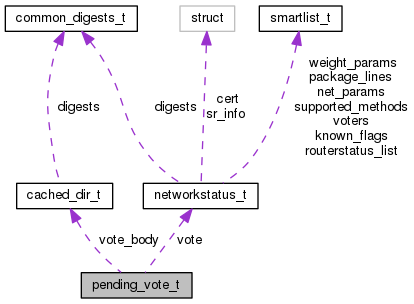 common_digests_t
struct
smartlist_t
digests
digests
cert
sr_info
weight_params
package_lines
net_params
supported_methods
voters
known_flags
routerstatus_list
cached_dir_t
networkstatus_t
vote_body
vote
pending_vote_t